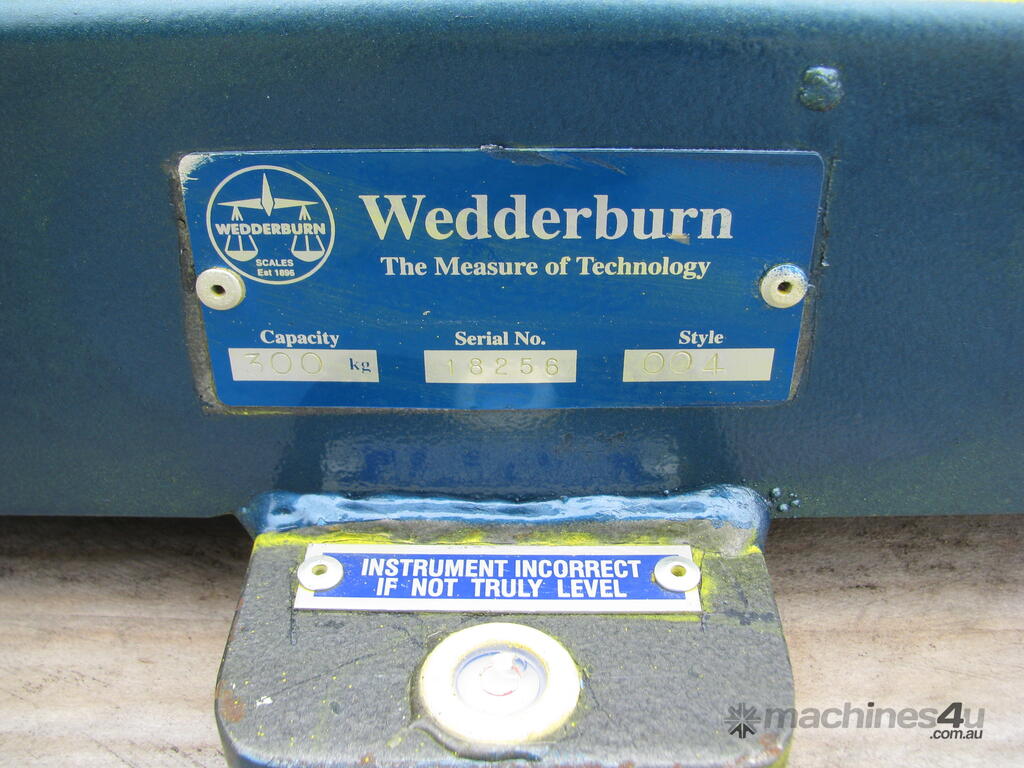 WEDDERBURN
SCALES
Est 1896
Wedderburn
The Measure of Technology
Capacity Serial No. Style
300 kg 18256 004
INSTRUMENT INCORRECT
IF NOT TRULY LEVEL
machines4u
.com.au